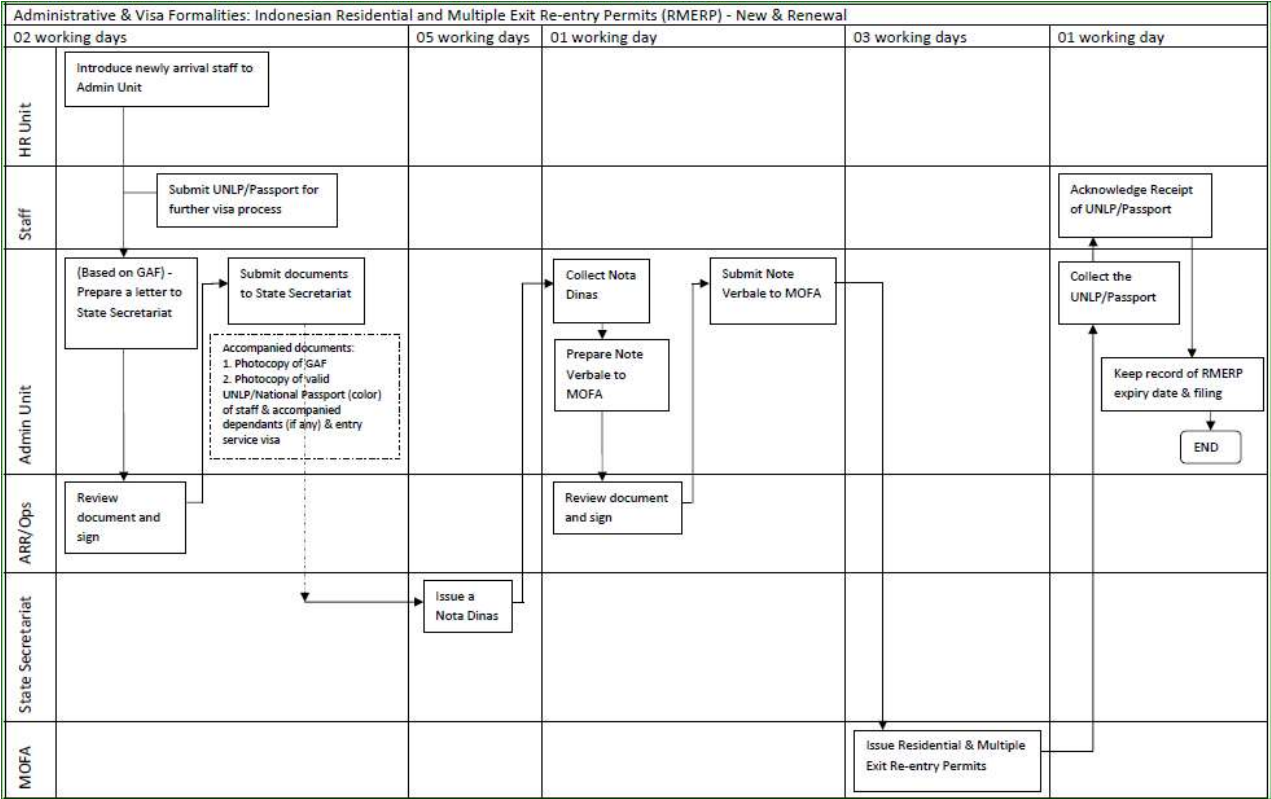 Administrative & Visa Formalities: Indonesian Residential and Multiple Exit Re-entry Permits (RMERP) - New & Renewal
02 working days
05 working days
01 working day
03 working days
01 working day
HR Unit
Introduce newly arrival staff to
Admin Unit
Staff
Submit UNLP/Passport for
further visa process
Acknowledge Receipt
of UNLP/Passport
Admin Unit
(Based on GAF) -
Prepare a letter to
State Secretariat
Submit documents
to State Secretariat
Accompanied documents:
1. Photocopy of GAF
2. Photocopy of valid
UNLP/National Passport (color)
of staff & accompanied
dependants (if any) & entry
service visa
Collect Nota
Dinas
Prepare Note
Verbale to
MOFA
Submit Note
Verbale to MOFA
Collect the
UNLP/Passport
Keep record of RMERP
expiry date & filing
END
ARR/Ops
Review
document and
sign
Review document
and sign
State Secretariat
Issue a
Nota Dinas
MOFA
Issue Residential & Multiple
Exit Re-entry Permits